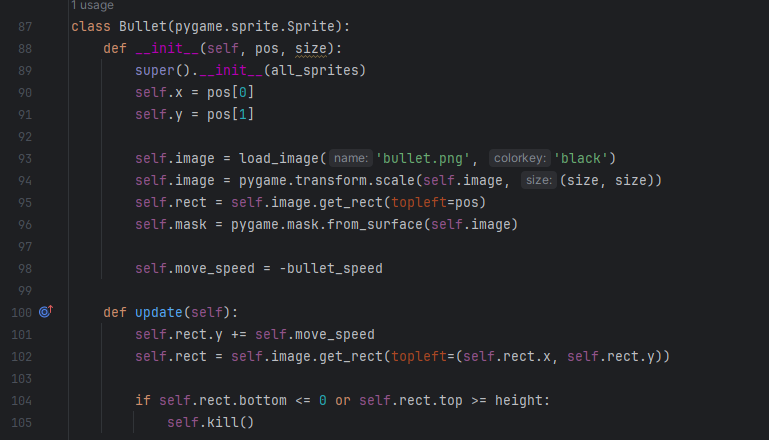 1 usage
87 class Bullet(pygame.sprite.Sprite):
88 def __init__(self, pos, size):
89 super().__init__(all_sprites)
90 self.x = pos[0]
91 self.y = pos[1]
92
93 self.image = load_image( name: 'bullet.png', colorkey: 'black')
94 self.image = pygame.transform.scale(self.image, size: (size, size))
95 self.rect = self.image.get_rect(topleft=pos)
96 self.mask = pygame.mask.from_surface(self.image)
97
98 self.move_speed = -bullet_speed
99
100 def update(self):
101 self.rect.y += self.move_speed
102 self.rect = self.image.get_rect(topleft=(self.rect.x, self.rect.y))
103
104 if self.rect.bottom <= 0 or self.rect.top >= height:
105 self.kill()